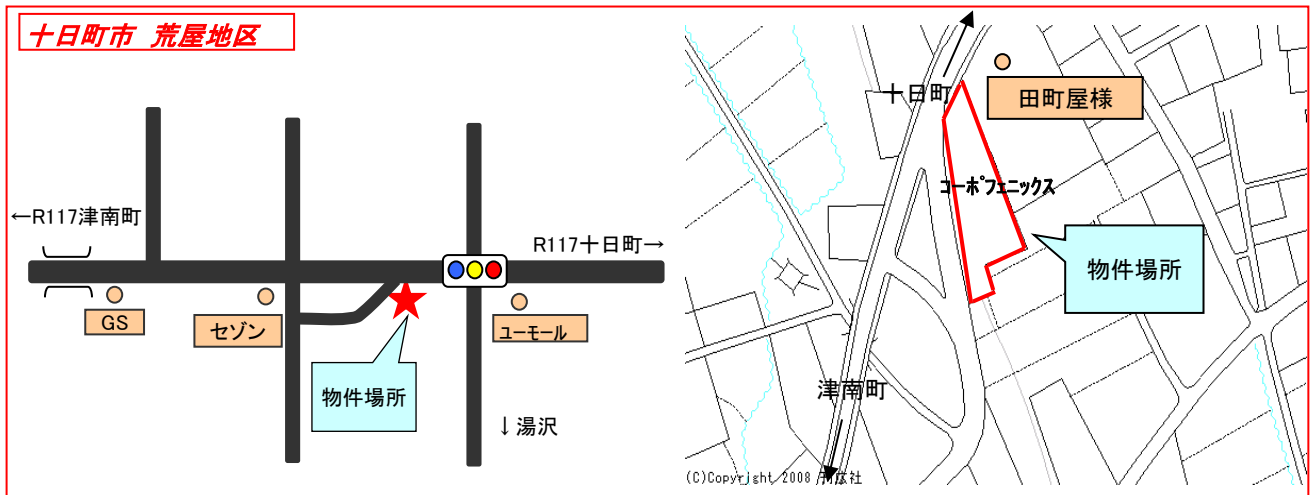 十日町市 荒屋地区
←R117津南町
R117十日町→
GS
セゾン
ユーモール
物件場所
↓湯沢
十日町
田町屋様
コーポフェニックス
物件場所
津南町
(C)Copyright 2008